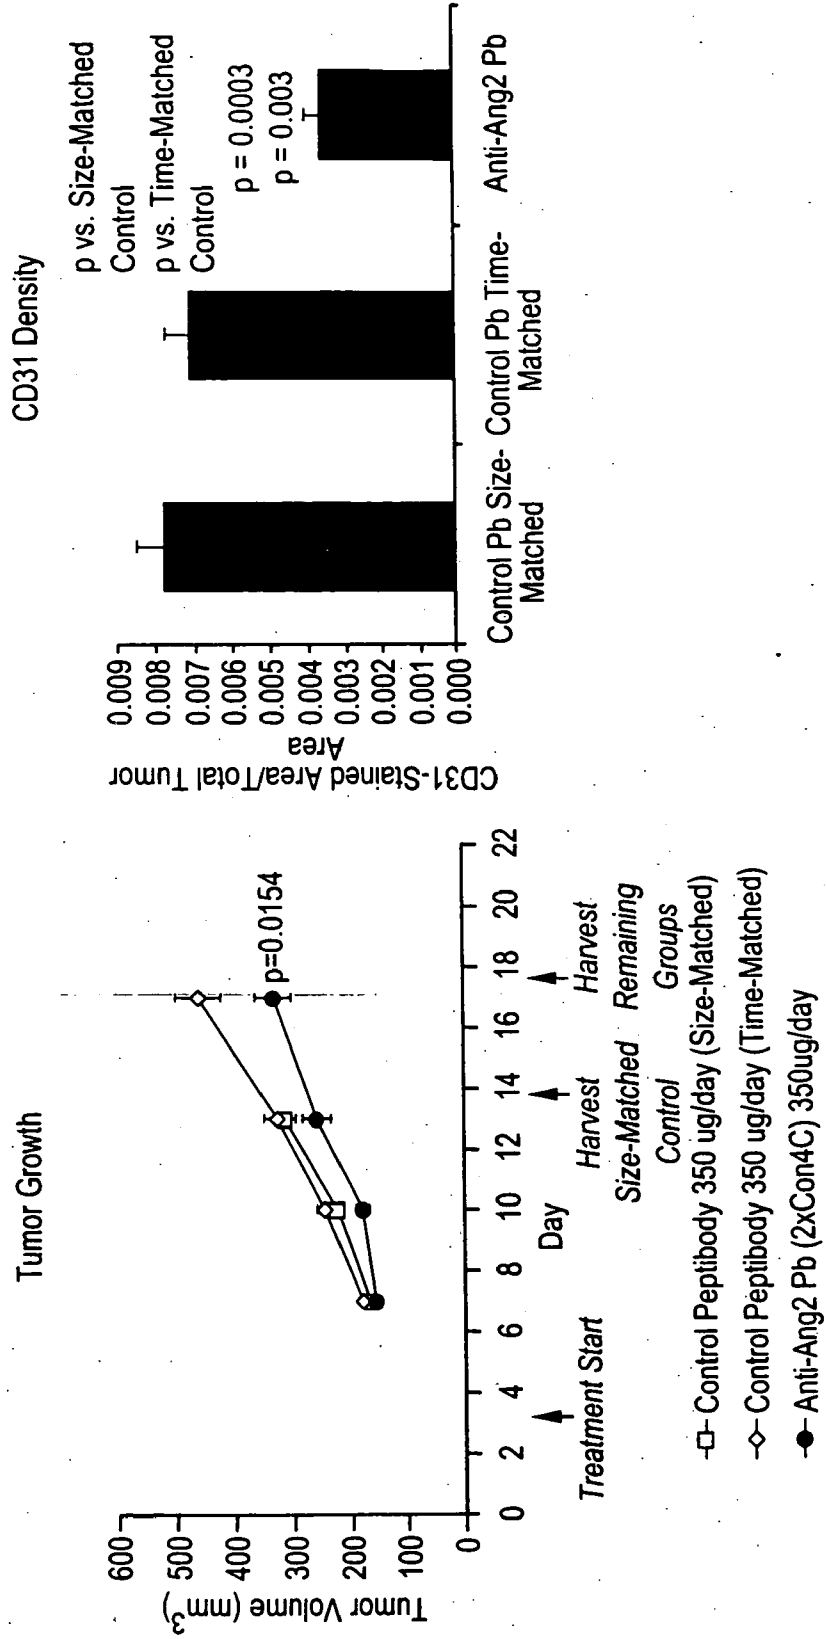 Tumor Growth
Tumor Volume (mm3)
600
500
400
300
200
100
0
0 2 4 6 8 10 12 14 16 18 20 22
Day
p=0.0154
Treatment Start
Harvest
Size-Matched
Control
Harvest
Remaining
Groups
Control Peptibody 350 ug/day (Size-Matched)
Control Peptibody 350 ug/day (Time-Matched)
Anti-Ang2 Pb (2xCon4C) 350ug/day
CD31 Density
CD31-Stained Area/Total Tumor
Area
0.009
0.008
0.007
0.006
0.005
0.004
0.003
0.002
0.001
0.000
p vs. Size-Matched
Control
p vs. Time-Matched
Control
p = 0.0003
p = 0.003
Control Pb Size-
Matched
Control Pb Time-
Matched
Anti-Ang2 Pb